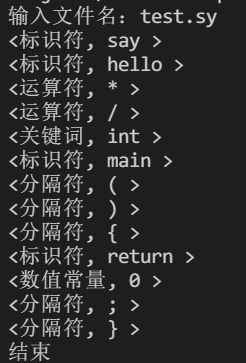 输入文件名: test.sy
<标识符, say >
<标识符, hello >
<运算符, * >
<运算符, / >
<关键词, int >
<标识符, main >
<分隔符, ( >
<分隔符, ) >
<分隔符, { >
<标识符, return >
<数值常量, 0 >
<分隔符, ; >
<分隔符, } >
结束